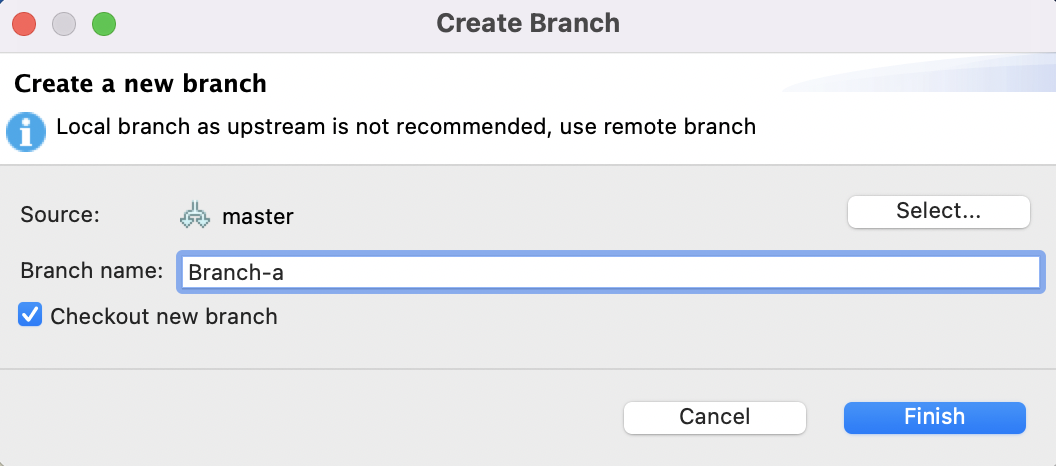 Create Branch
Create a new branch
Local branch as upstream is not recommended, use remote branch
Source: master Select...
Branch name: Branch-a
Checkout new branch
Cancel Finish